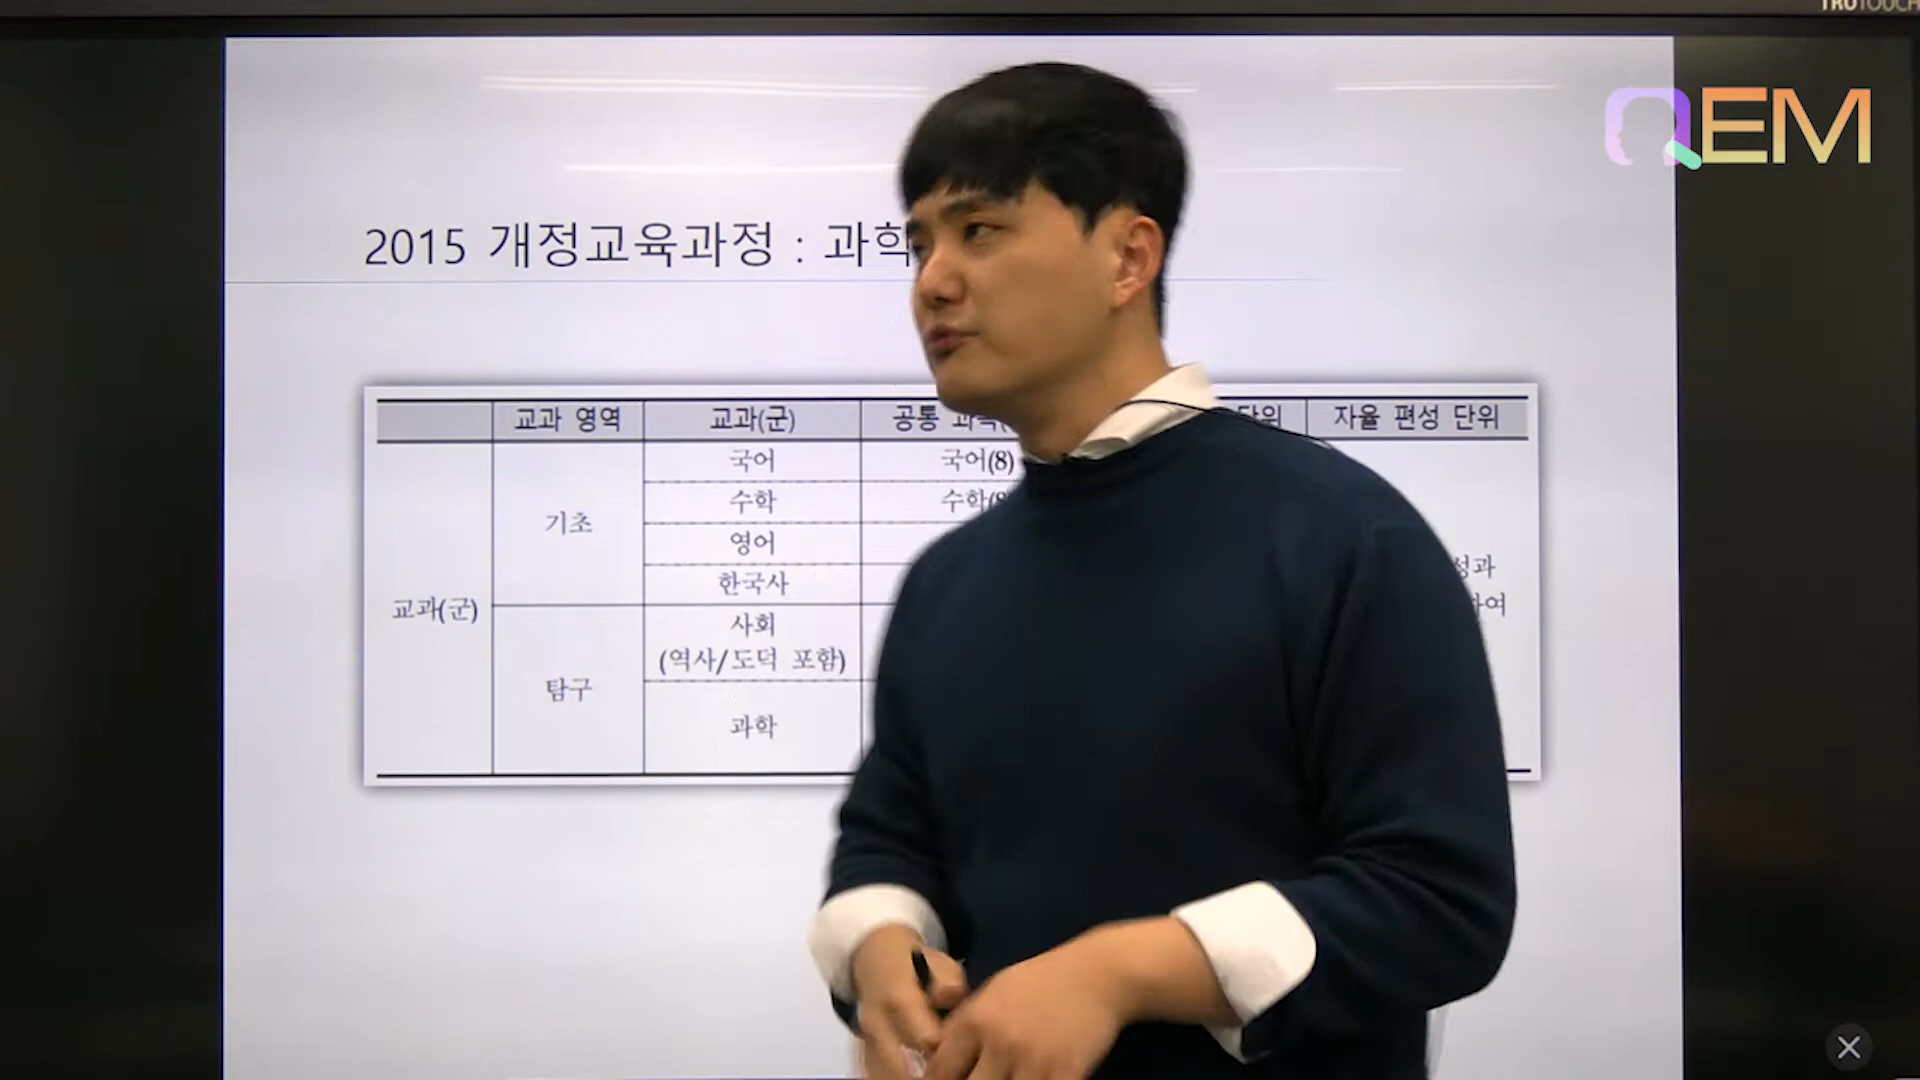 TRUTOUCH
QEM
2015 개정교육과정 : 과학
교과 영역 교과(군) 공통 단위 자율 편성 단위
국어 국어(8)
수학
기초
영어
한국사
성과
교과(군)
사회
(역사/도덕 포함)
탐구
과학